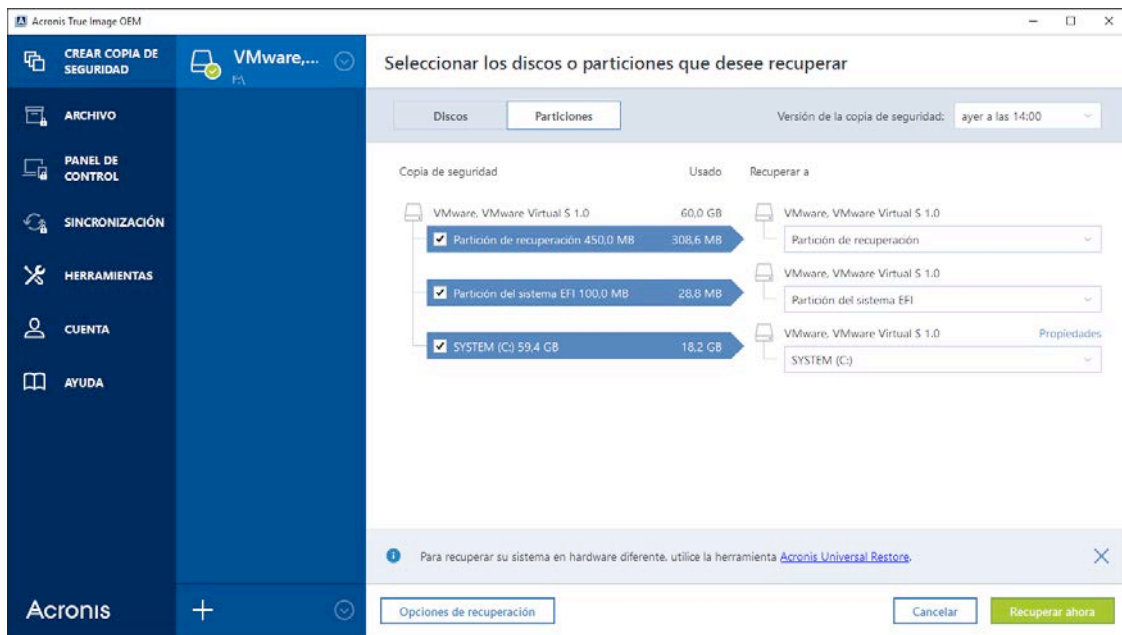 Acronis True Image OEM
CREAR COPIA DE
SEGURIDAD
VMware,...
F:\
Seleccionar los discos o particiones que desee recuperar
ARCHIVO
Discos
Particiones
Versión de la copia de seguridad:
ayer a las 14:00
PANEL DE
CONTROL
Copia de seguridad
Usado
Recuperar a
SINCRONIZACIÓN
VMware, VMware Virtual S 1.0
60,0 GB
VMware, VMware Virtual S 1.0
Partición de recuperación 450,0 MB
308,6 MB
Partición de recuperación
HERRAMIENTAS
VMware, VMware Virtual S 1.0
Partición del sistema EFI 100,0 MB
28,8 MB
Partición del sistema EFI
CUENTA
VMware, VMware Virtual S 1.0
Propiedades
SYSTEM (C:) 59,4 GB
18,2 GB
SYSTEM (C:)
AYUDA
Para recuperar su sistema en hardware diferente, utilice la herramienta Acronis Universal Restore.
Acronis
Opciones de recuperación
Cancelar
Recuperar ahora